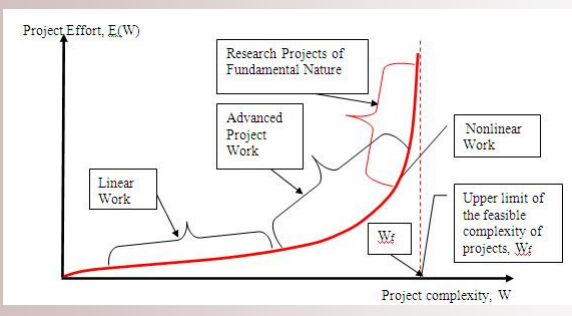 Project Effort, E(W)
Research Projects of
Fundamental Nature
Advanced
Project
Work
Nonlinear
Work
Linear
Work
Upper limit of
the feasible
complexity of
projects, Wf
Wf
Project complexity, W